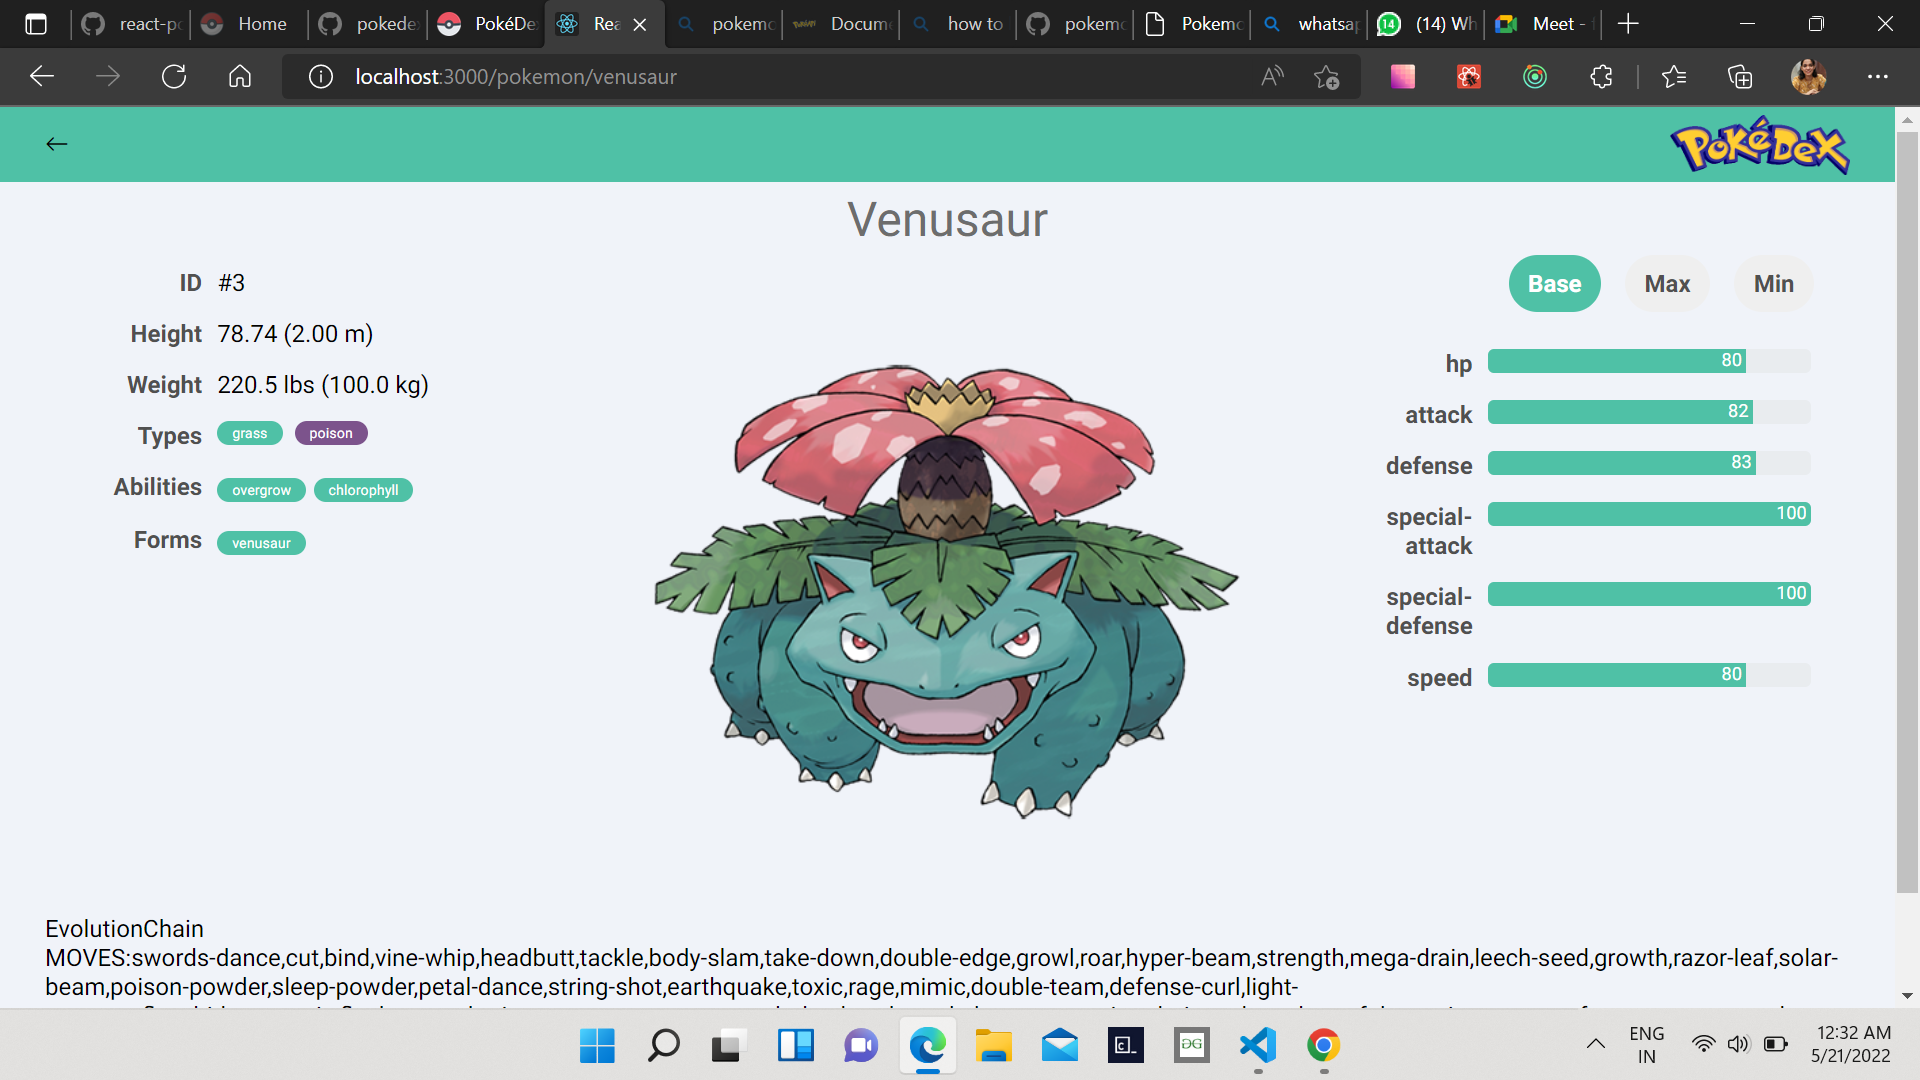 react-po
Home
pokede
PokéDe
Rea
pokemo
Docum
how to
pokemo
Pokemo
whatsap
14
(14) Wh
Meet -
localhost:3000/pokemon/venusaur
PokéDex
Venusaur
ID #3
Height 78.74 (2.00 m)
Weight 220.5 lbs (100.0 kg)
Types grass poison
Abilities overgrow chlorophyll
Forms venusaur
Base Max Min
hp 80
attack 82
defense 83
special-
attack 100
special-
defense 100
speed 80
EvolutionChain
MOVES:swords-dance,cut,bind,vine-whip,headbutt,tackle,body-slam,take-down,double-edge,growl,roar,hyper-beam,strength,mega-drain,leech-seed,growth,razor-leaf,solar-
beam,poison-powder,sleep-powder,petal-dance,string-shot,earthquake,toxic,rage,mimic,double-team,defense-curl,light-
ENG
IN
12:32 AM
5/21/2022